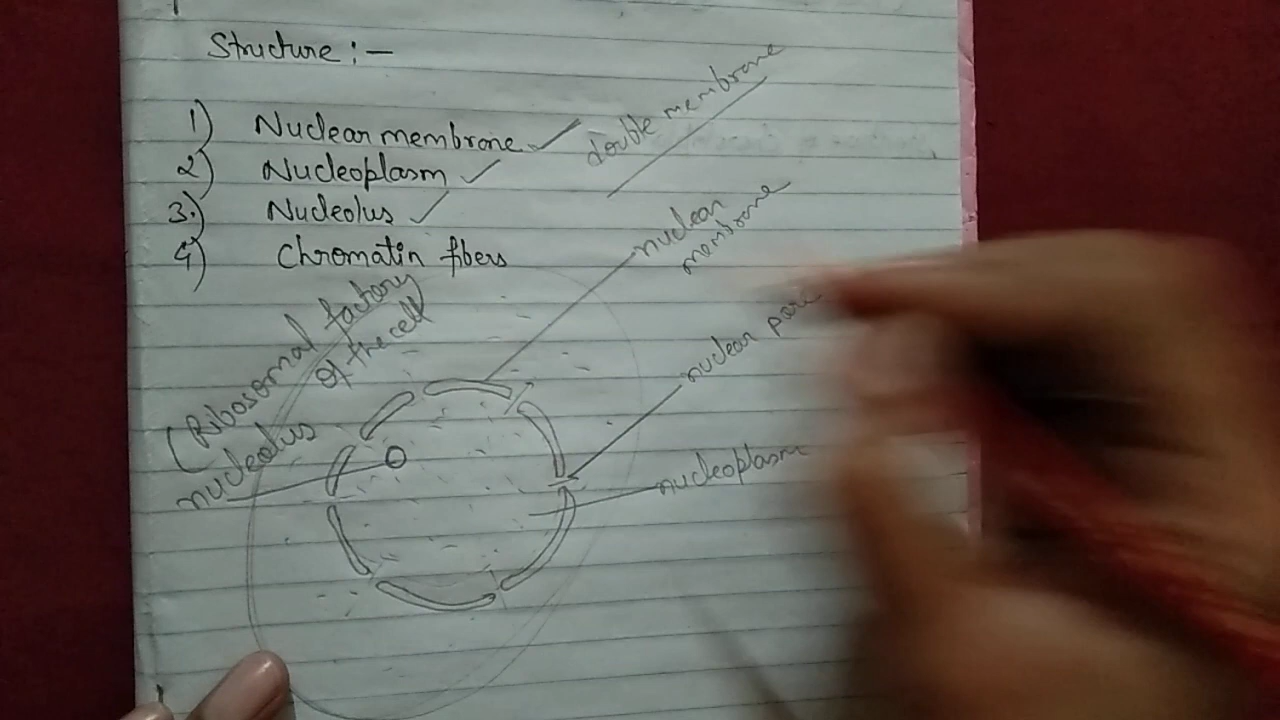 Structure :-
1) Nuclear membrane
2) Nucleoplasm
3.) Nucleolus
4) Chromatin fibers
double membrane
nuclear
membrane
nuclear pore
nucleoplasm
(Ribosomal factory
of the cell
nucleolus